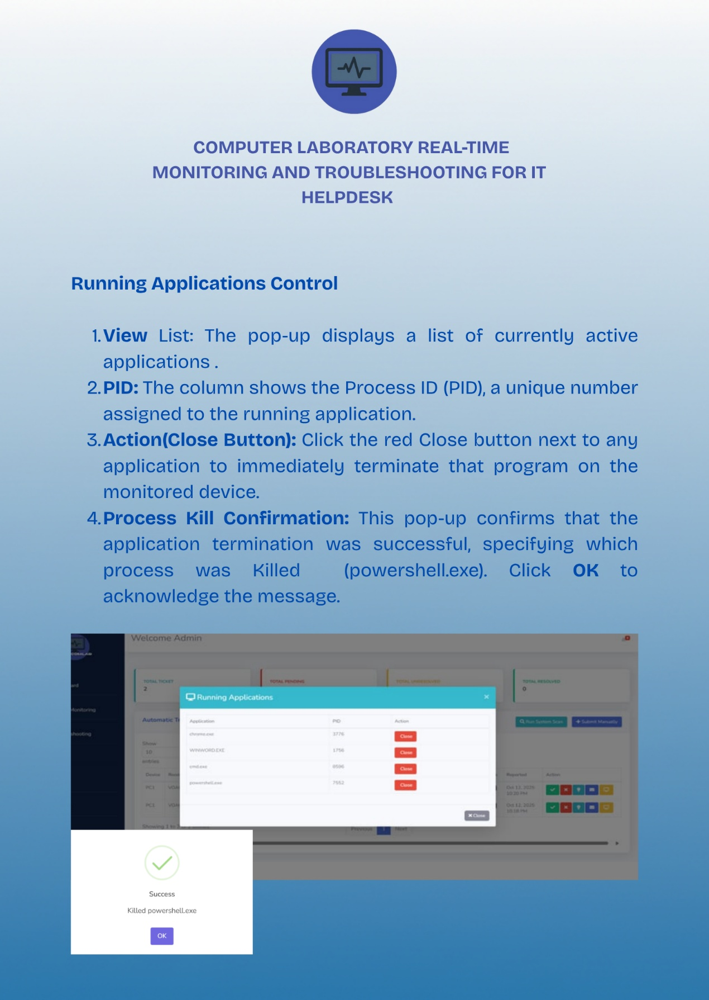 COMPUTER LABORATORY REAL-TIME
MONITORING AND TROUBLESHOOTING FOR IT
HELPDESK
Running Applications Control
1. View List: The pop-up displays a list of currently active
applications .
2. PID: The column shows the Process ID (PID), a unique number
assigned to the running application.
3. Action(Close Button): Click the red Close button next to any
application to immediately terminate that program on the
monitored device.
4. Process Kill Confirmation: This pop-up confirms that the
application termination was successful, specifying which
process was Killed (powershell.exe). Click OK to
acknowledge the message.
Welcome Admin
TOTAL TICKET
2
TOTAL PENDING
TOTAL UNRESOLVED
TOTAL RESOLVED
0
ard
Monitoring
shooting
Running Applications
×
Automatic
Run System Scan
+ Submit Manually
Application PID Action
chrome.exe 3776 Close
WINWORD.EXE 1756 Close
cmd.exe 8596 Close
powershell.exe 7552 Close
× Close
Show
10
entries
Device
Reported Action
PC1
Oct 12, 2025
10:20 PM
PC1
Oct 12, 2025
10:18 PM
Showing 1 to
Previous 1 Next
Success
Killed powershell.exe
OK